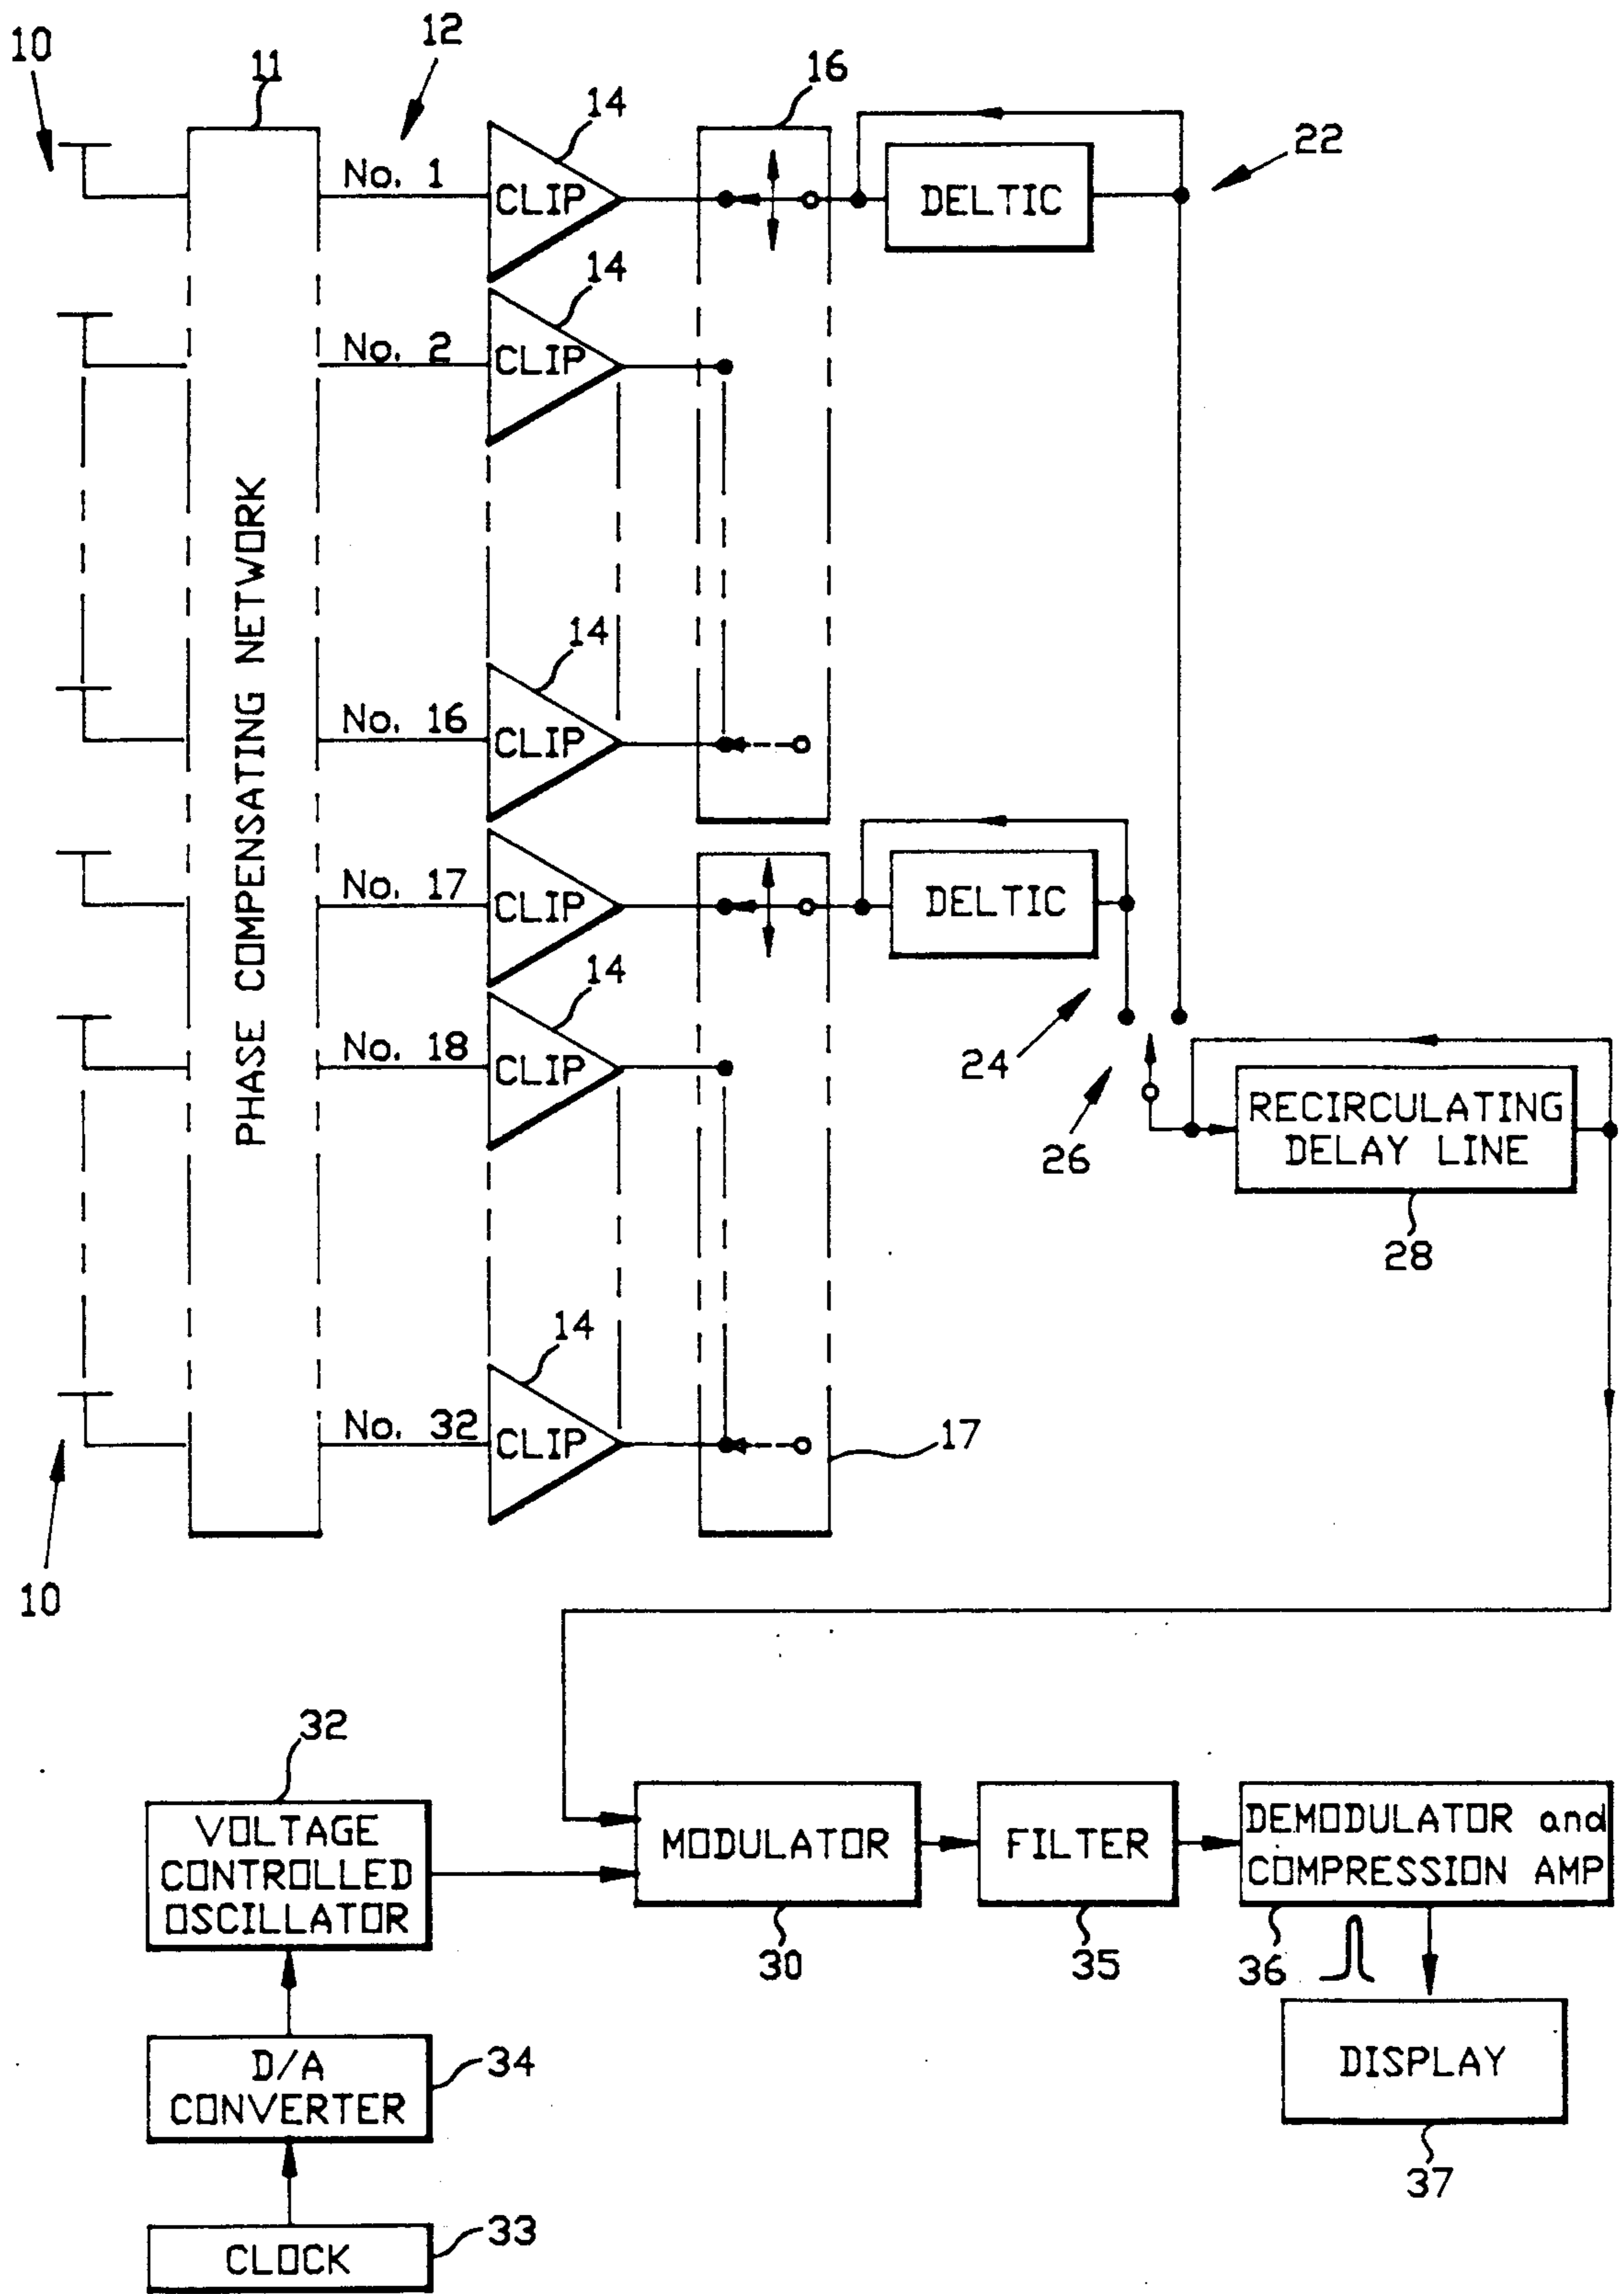 10
11
12
16
14
22
No. 1
CLIP
DELTIC
14
No. 2
CLIP
PHASE COMPENSATING NETWORK
14
No. 16
CLIP
No. 17
CLIP
DELTIC
14
No. 18
CLIP
24
26
RECIRCULATING
DELAY LINE
28
14
No. 32
CLIP
17
10
32
VOLTAGE
CONTROLLED
OSCILLATOR
MODULATOR
30
FILTER
35
DEMODULATOR and
COMPRESSION AMP
36
D/A
CONVERTER
34
DISPLAY
37
CLOCK
33